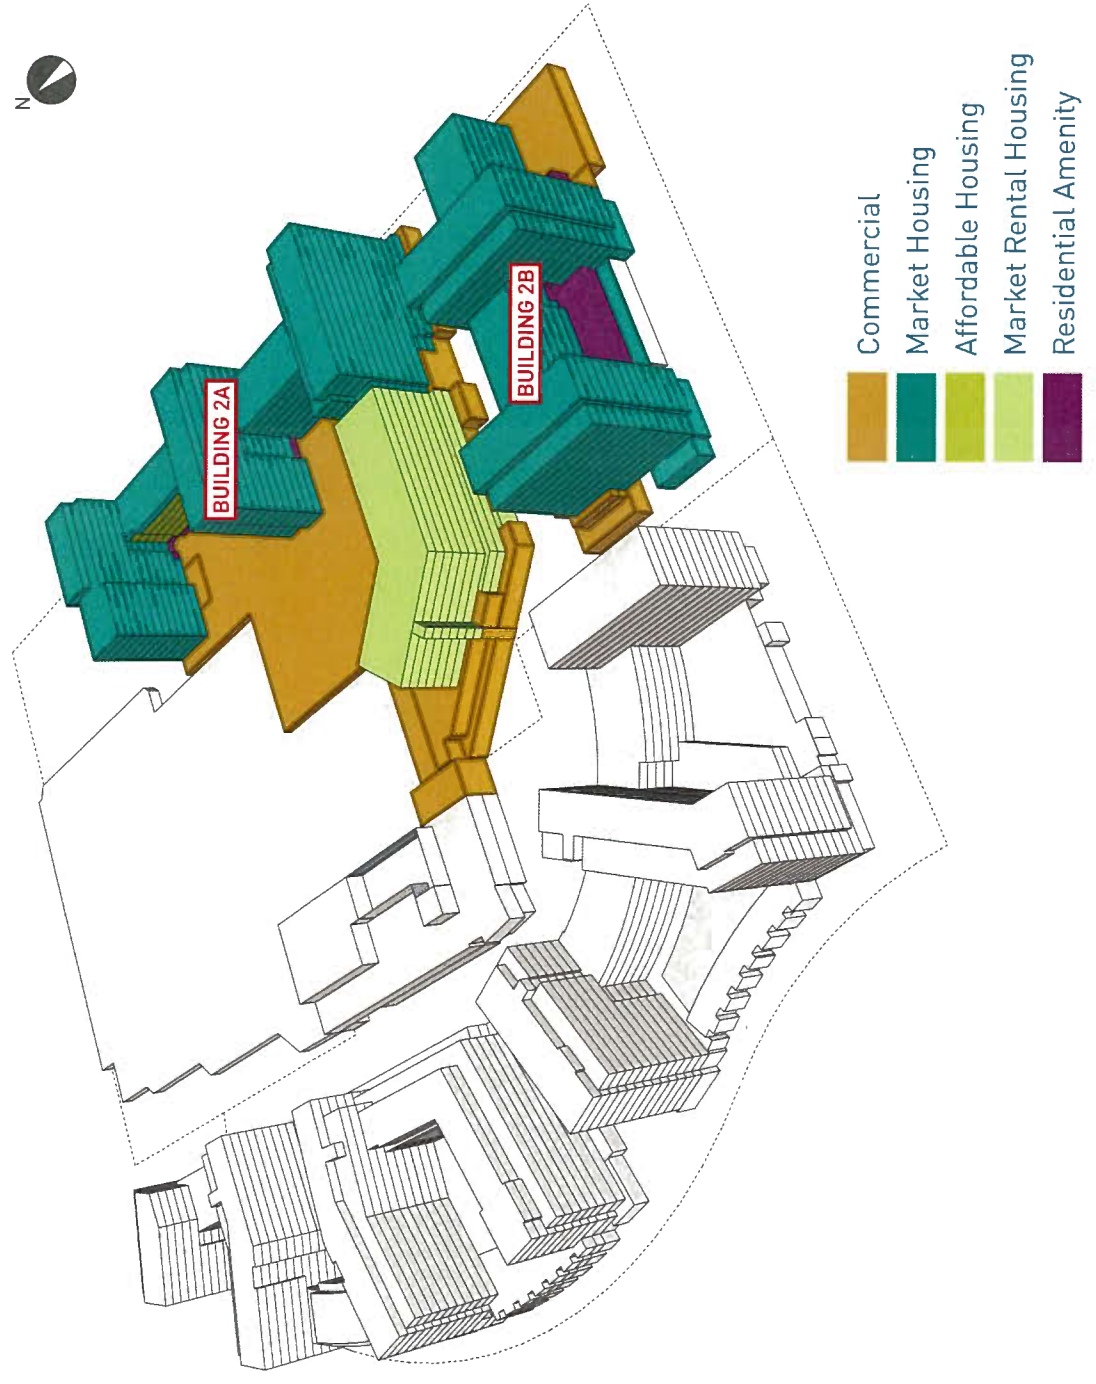 N
BUILDING 2A
BUILDING 2B
Commercial
Market Housing
Affordable Housing
Market Rental Housing
Residential Amenity